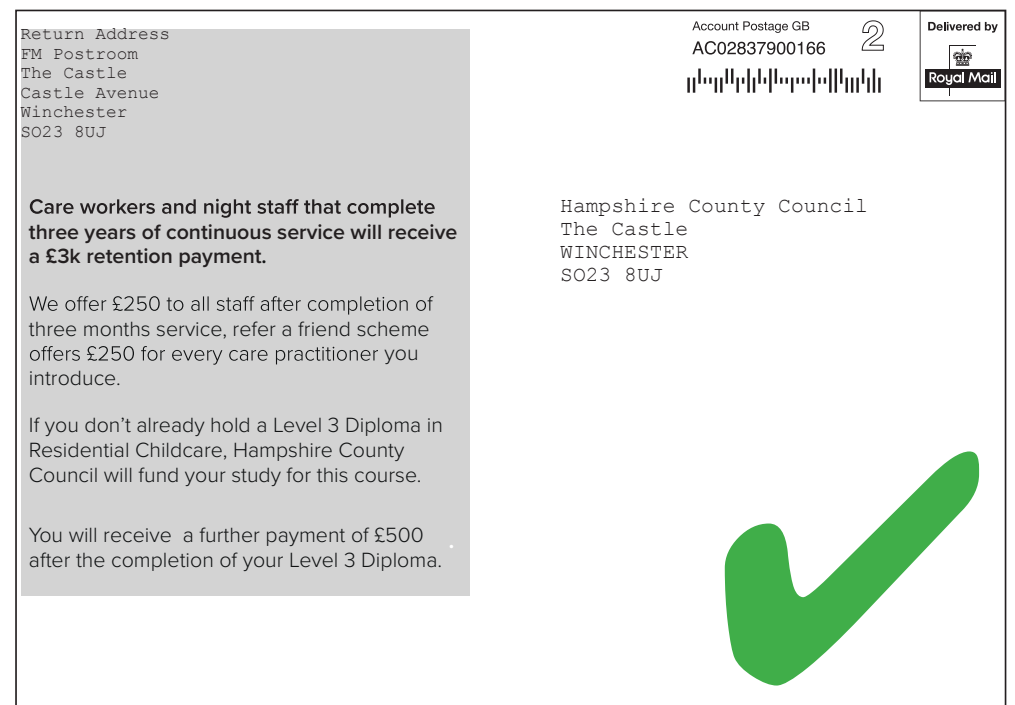 Return Address
FM Postroom
The Castle
Castle Avenue
Winchester
SO23 8UJ
Account Postage GB
AC02837900166
2
Delivered by
Royal Mail
Care workers and night staff that complete
three years of continuous service will receive
a £3k retention payment.
We offer £250 to all staff after completion of
three months service, refer a friend scheme
offers £250 for every care practitioner you
introduce.
If you don’t already hold a Level 3 Diploma in
Residential Childcare, Hampshire County
Council will fund your study for this course.
You will receive  a further payment of £500
after the completion of your Level 3 Diploma.
Hampshire County Council
The Castle
WINCHESTER
SO23 8UJ